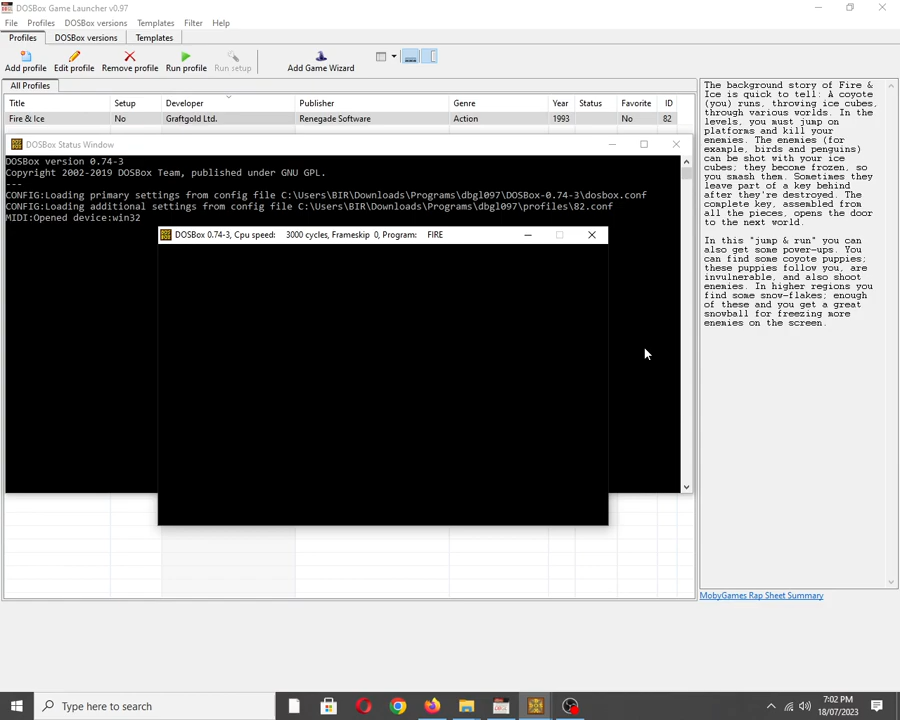 DOSBox Game Launcher v0.97
File Profiles DOSBox versions Templates Filter Help
Profiles DOSBox versions Templates
Add profile Edit profile Remove profile Run profile Run setup Add Game Wizard
All Profiles
Title Setup Developer Publisher Genre Year Status Favorite ID
Fire & Ice No Graftgold Ltd. Renegade Software Action 1993 No 82
DOSBox Status Window
DOSBox version 0.74-3
Copyright 2002-2019 DOSBox Team, published under GNU GPL.
---
CONFIG:Loading primary settings from config file C:\Users\BIR\Downloads\Programs\dbgl097\DOSBox-0.74-3\dosbox.conf
CONFIG:Loading additional settings from config file C:\Users\BIR\Downloads\Programs\dbgl097\profiles\82.conf
MIDI:Opened device:win32
DOSBox 0.74-3, Cpu speed: 3000 cycles, Frameskip 0, Program: FIRE
The background story of Fire &
Ice is quick to tell: A coyote
(you) runs, throwing ice cubes,
through various worlds. In the
levels, you must jump on
platforms and kill your
enemies. The enemies (for
example, birds and penguins)
can be shot with your ice
cubes; they become frozen, so
you smash them. Sometimes they
leave part of a key behind
after they're destroyed. The
complete key, assembled from
all the pieces, opens the door
to the next world.
In this "jump & run" you can
also get some power-ups. You
can find some coyote puppies;
these puppies follow you, are
invulnerable, and also shoot
enemies. In higher regions you
find some snow-flakes; enough
of these and you get a great
snowball for freezing more
enemies on the screen.
MobyGames Rap Sheet Summary
Type here to search
7:02 PM
18/07/2023